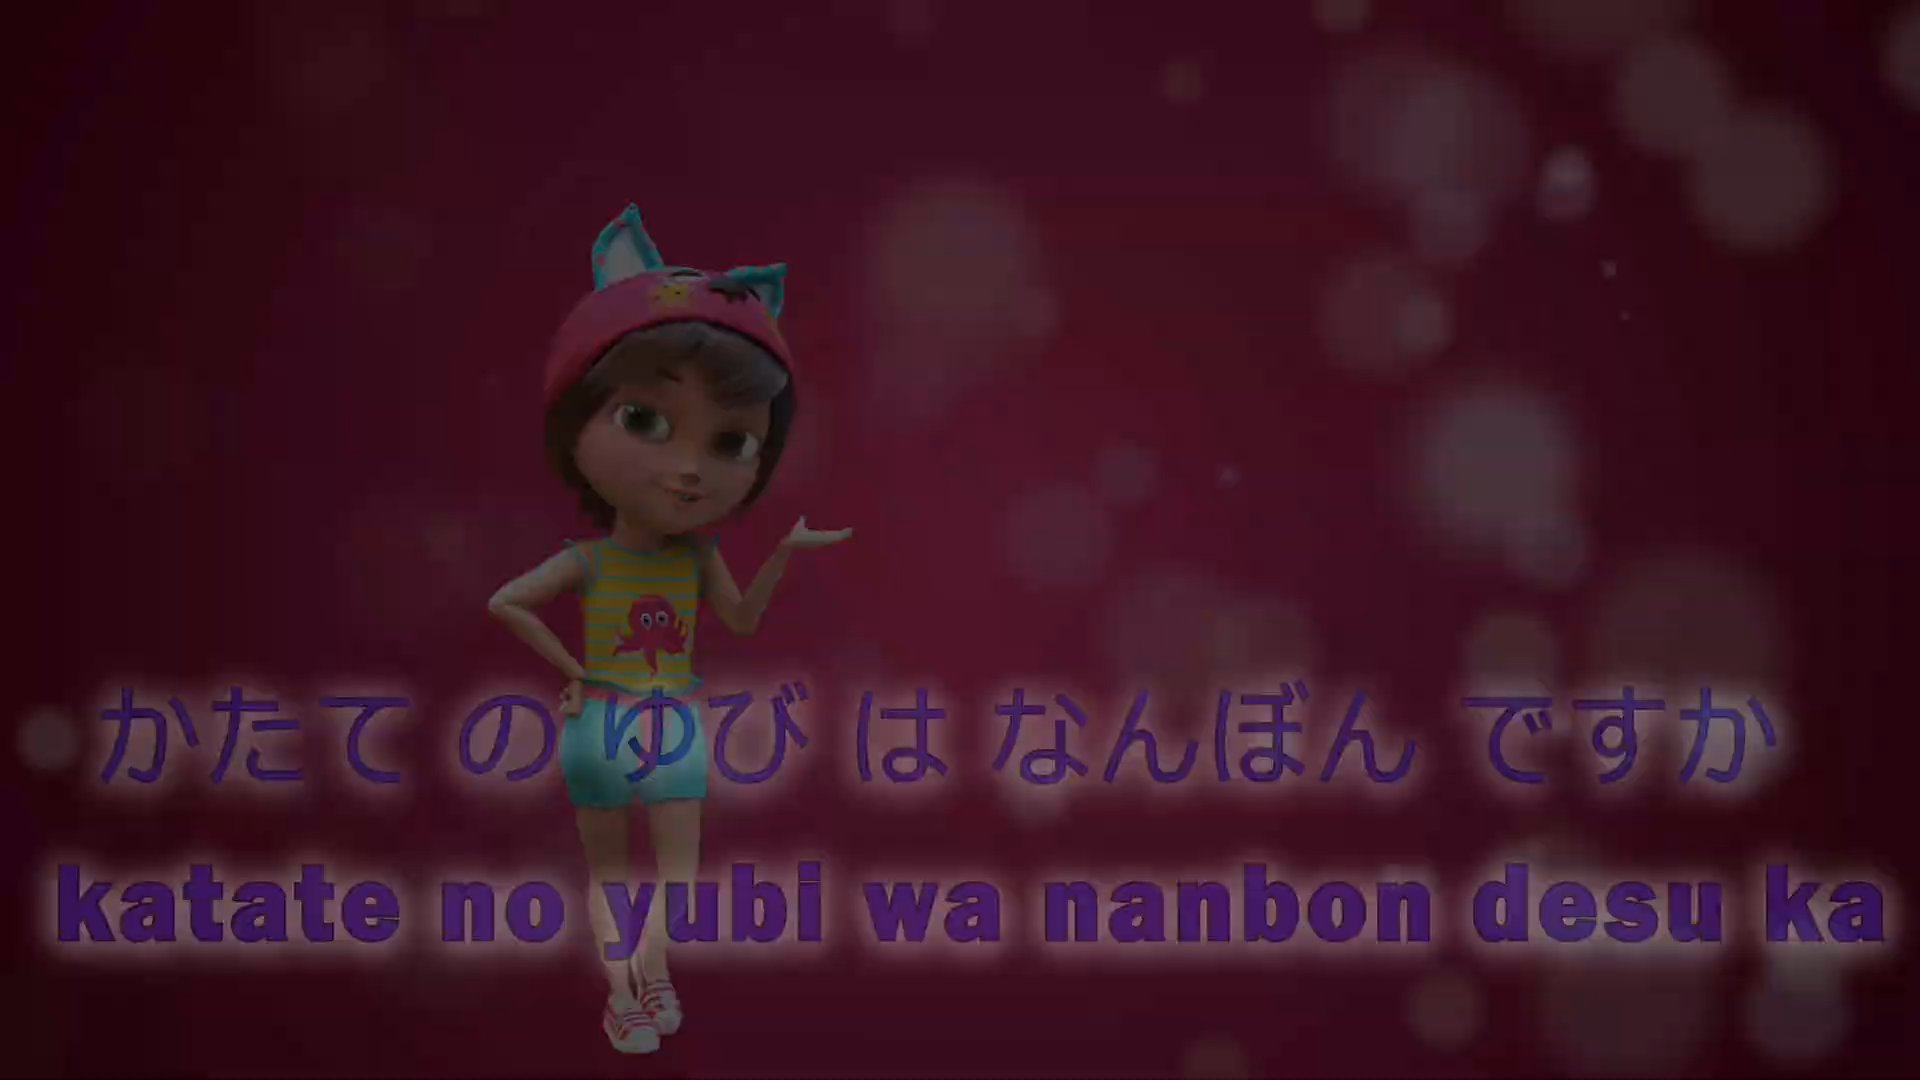 かたて の ゆび は なんぼん ですか
katate no yubi wa nanbon desu ka